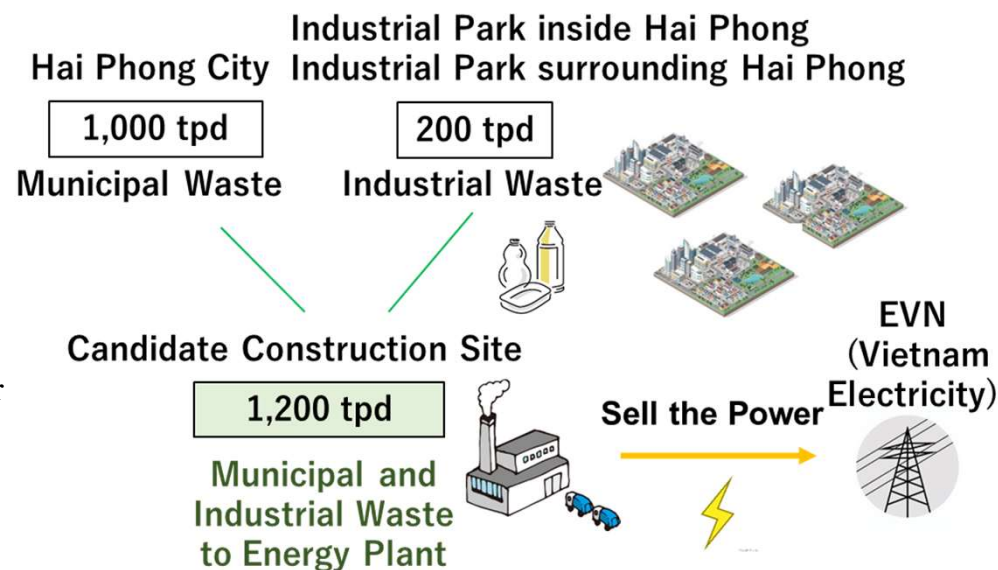 Industrial Park inside Hai Phong
Hai Phong City
Industrial Park surrounding Hai Phong
1,000 tpd
200 tpd
Municipal Waste
Industrial Waste
Candidate Construction Site
1,200 tpd
Municipal and
Industrial Waste
to Energy Plant
Sell the Power
EVN
(Vietnam
Electricity)